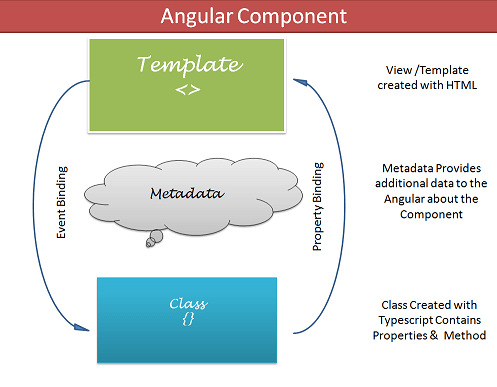 Angular Component
Template
<>
View /Template
created with HTML
Event Binding
Metadata
Property Binding
Metadata Provides
additional data to the
Angular about the
Component
Class
{}
Class Created with
Typescript Contains
Properties & Method